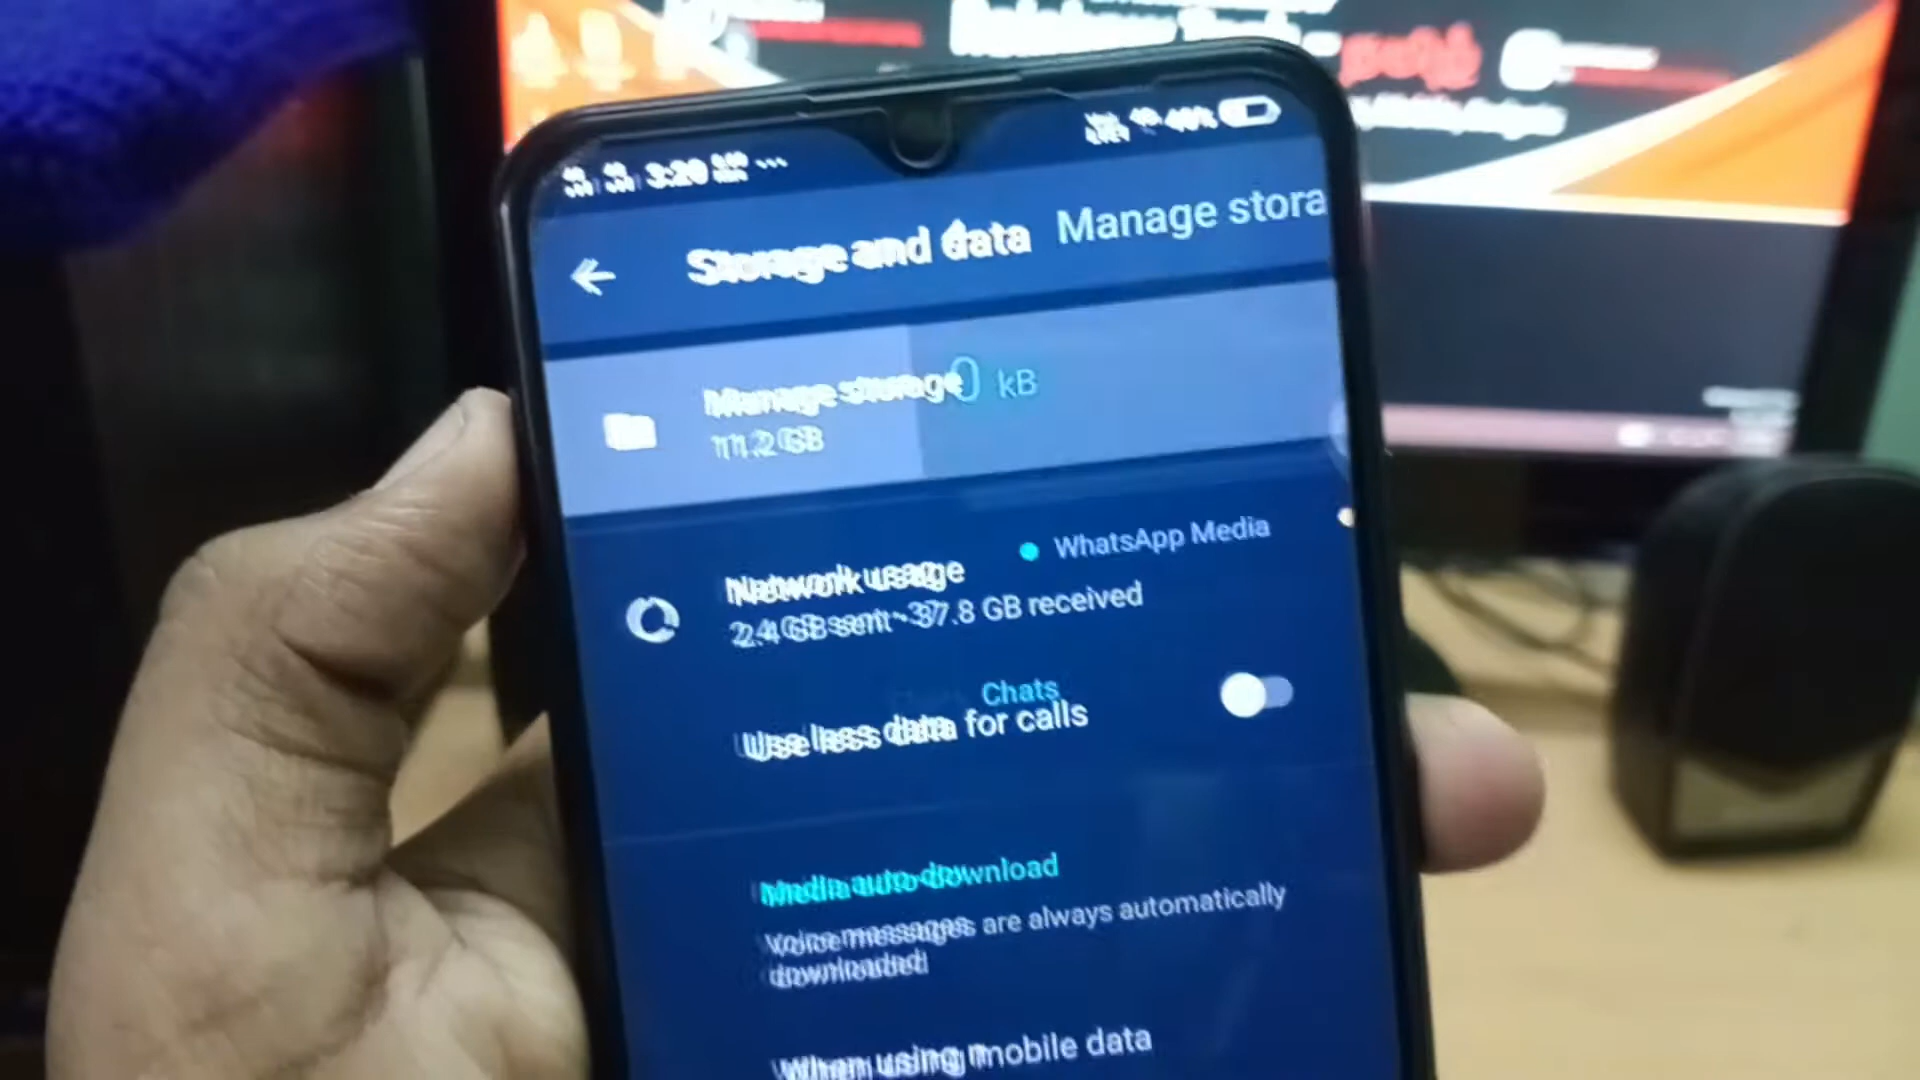 3:29
Storage and data
Manage stora
Manage storage
0 kB
11.2 GB
WhatsApp Media
Network usage
2.4 GB sent · 37.8 GB received
Chats
Use less data for calls
Media auto-download
Voice messages are always automatically
downloaded
When using mobile data